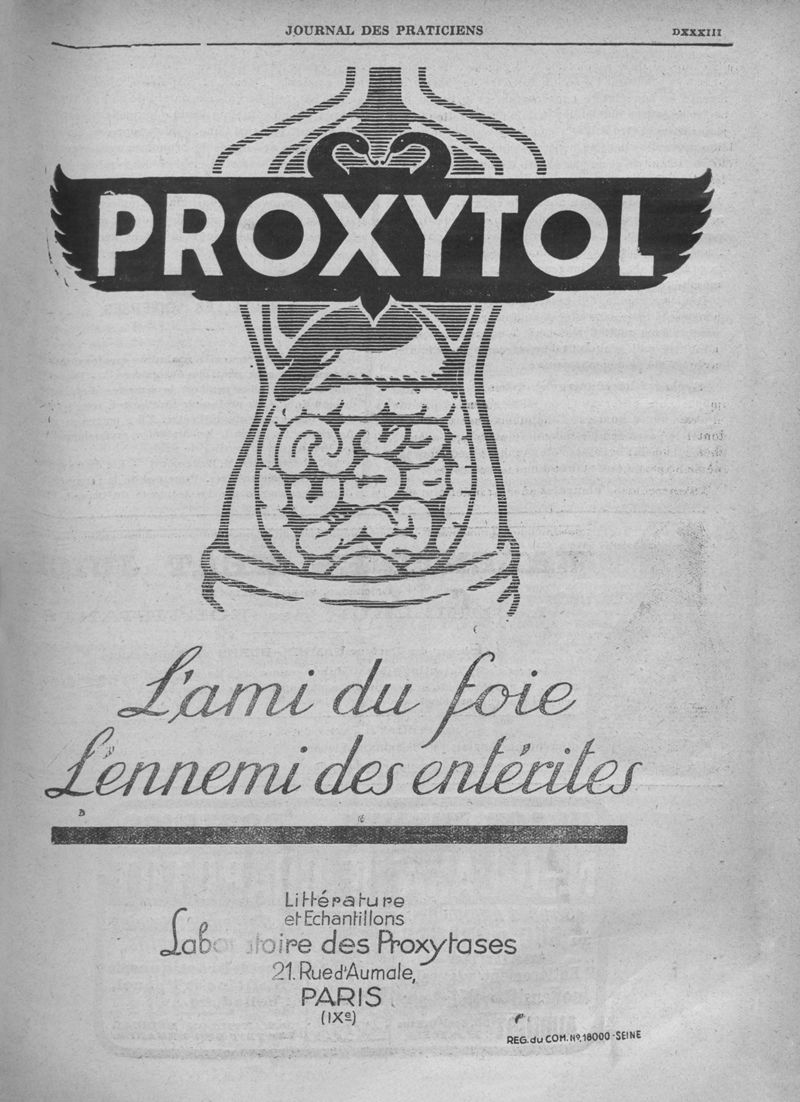 JOURNAL DES PRATICIENS
DXXXIII
PROXYTOL
L'ami du foie
L'ennemi des entérites
Littérature
et Echantillons
Laboratoire des Proxytases
21. Rue d'Aumale,
PARIS
(IXe)
REG. du COM. No. 18000 - SEINE